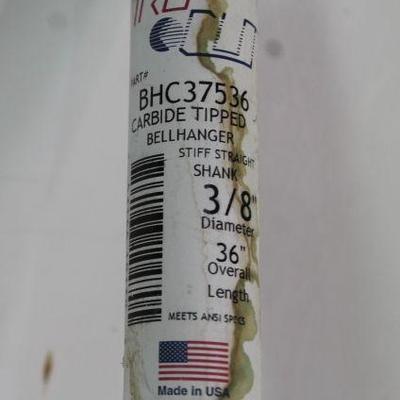 PART#
BHC37536
CARBIDE TIPPED
BELLHANGER
STIFF STRAIGHT
SHANK
3/8"
Diameter
36"
Overall
Length
MEETS ANSI SPECS
Made in USA